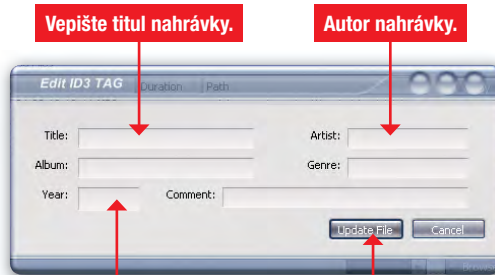 Vepište titul nahrávky. Autor nahrávky.
Edit ID3 TAG Duration Path
Title: Artist:
Album: Genre:
Year: Comment:
Update File Cancel